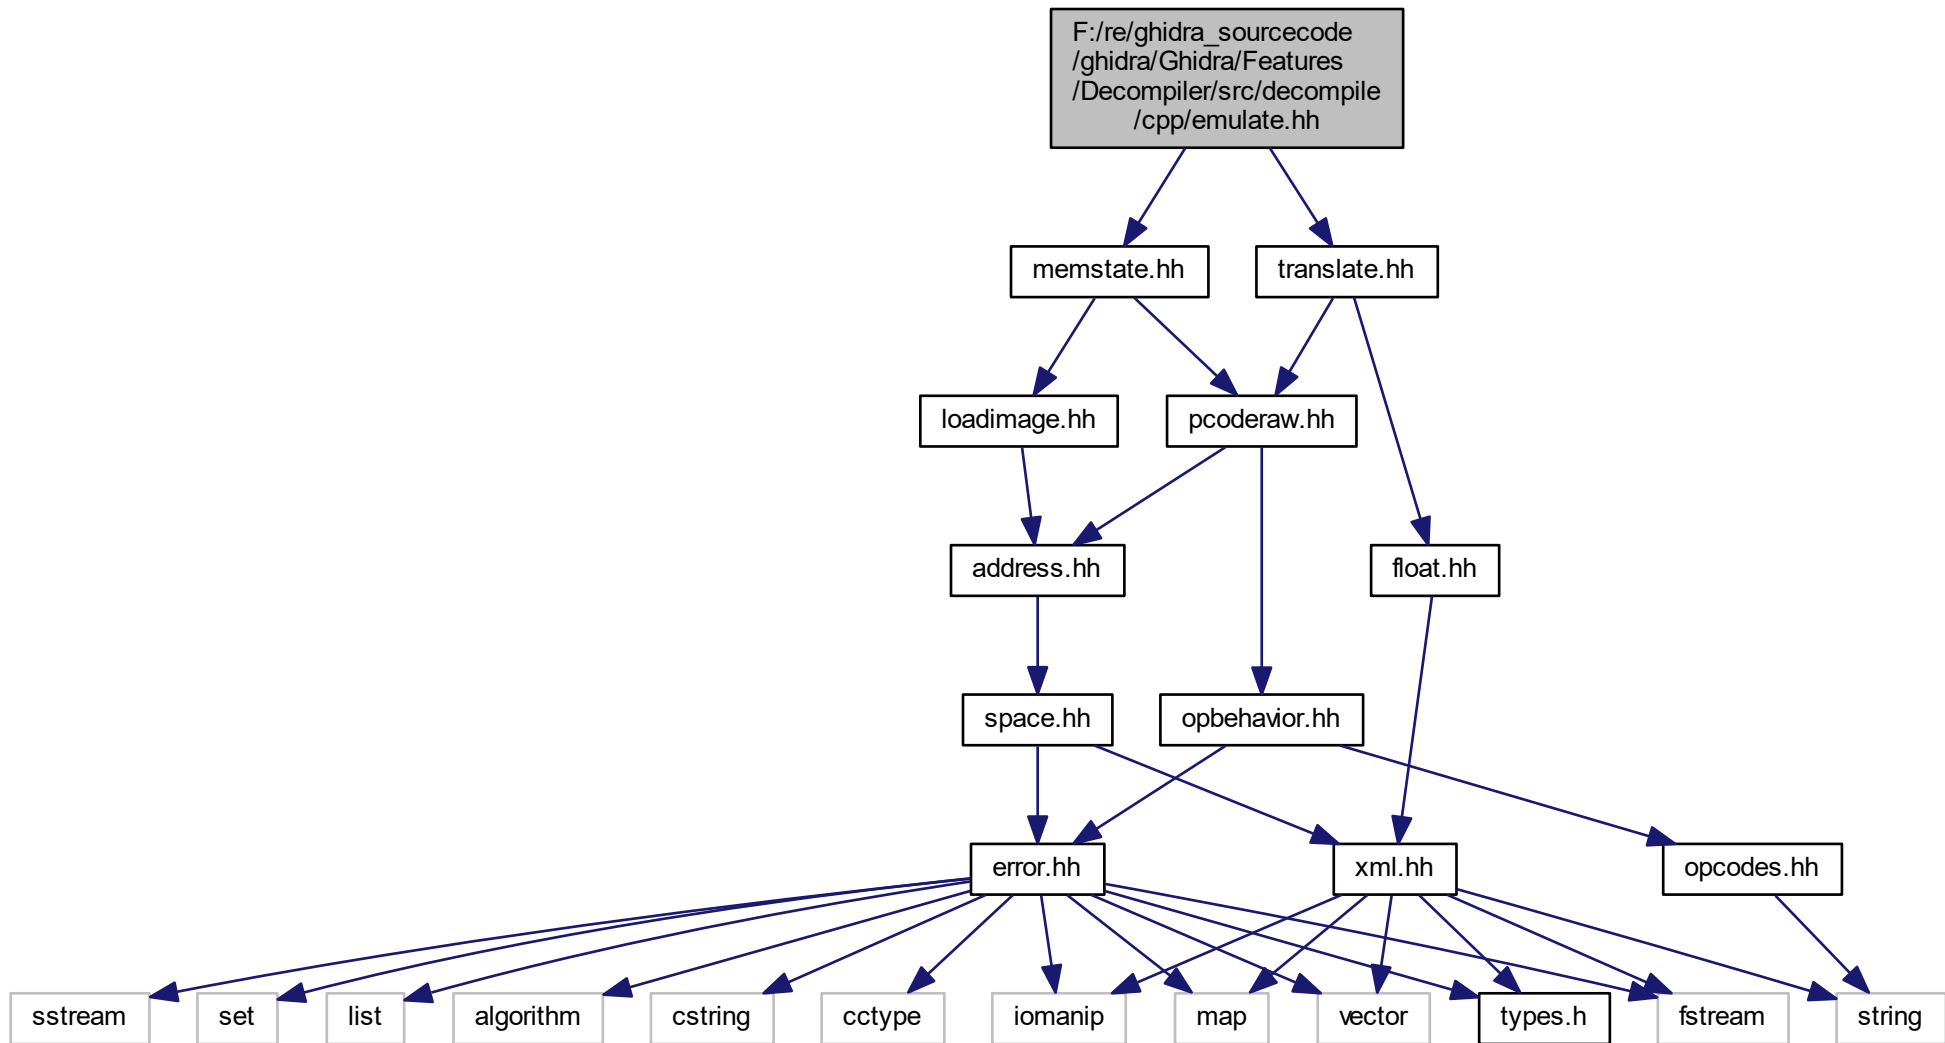 F:/re/ghidra_sourcecode
/ghidra/Ghidra/Features
/Decompiler/src/decompile
/cpp/emulate.hh
memstate.hh
translate.hh
loadimage.hh
pcoderaw.hh
address.hh
float.hh
space.hh
opbehavior.hh
error.hh
xml.hh
opcodes.hh
sstream
set
list
algorithm
cstring
cctype
iomanip
map
vector
types.h
fstream
string